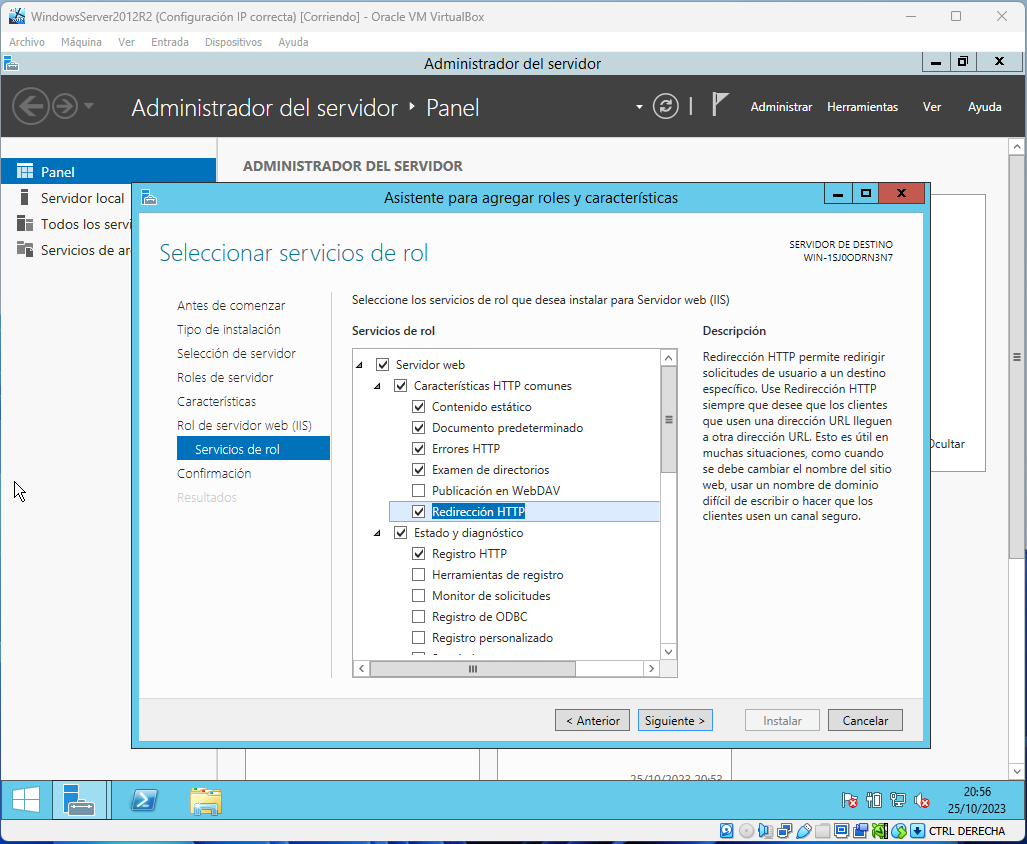 WindowsServer2012R2 (Configuración IP correcta) [Corriendo] - Oracle VM VirtualBox
Archivo Máquina Ver Entrada Dispositivos Ayuda
Administrador del servidor
Administrador del servidor ‣ Panel
Administrar Herramientas Ver Ayuda
Panel
Servidor local
Todos los servi
Servicios de ar
ADMINISTRADOR DEL SERVIDOR
Asistente para agregar roles y características
Seleccionar servicios de rol
SERVIDOR DE DESTINO
WIN-1SJ0ODRN3N7
Antes de comenzar
Tipo de instalación
Selección de servidor
Roles de servidor
Características
Rol de servidor web (IIS)
Servicios de rol
Confirmación
Resultados
Seleccione los servicios de rol que desea instalar para Servidor web (IIS)
Servicios de rol
Servidor web
Características HTTP comunes
Contenido estático
Documento predeterminado
Errores HTTP
Examen de directorios
Publicación en WebDAV
Redirección HTTP
Estado y diagnóstico
Registro HTTP
Herramientas de registro
Monitor de solicitudes
Registro de ODBC
Registro personalizado
Descripción
Redirección HTTP permite redirigir
solicitudes de usuario a un destino
específico. Use Redirección HTTP
siempre que desee que los clientes
que usen una dirección URL lleguen
a otra dirección URL. Esto es útil en
muchas situaciones, como cuando
se debe cambiar el nombre del sitio
web, usar un nombre de dominio
difícil de escribir o hacer que los
clientes usen un canal seguro.
Ocultar
< Anterior Siguiente > Instalar Cancelar
25/10/2023 20:53
20:56
25/10/2023
CTRL DERECHA